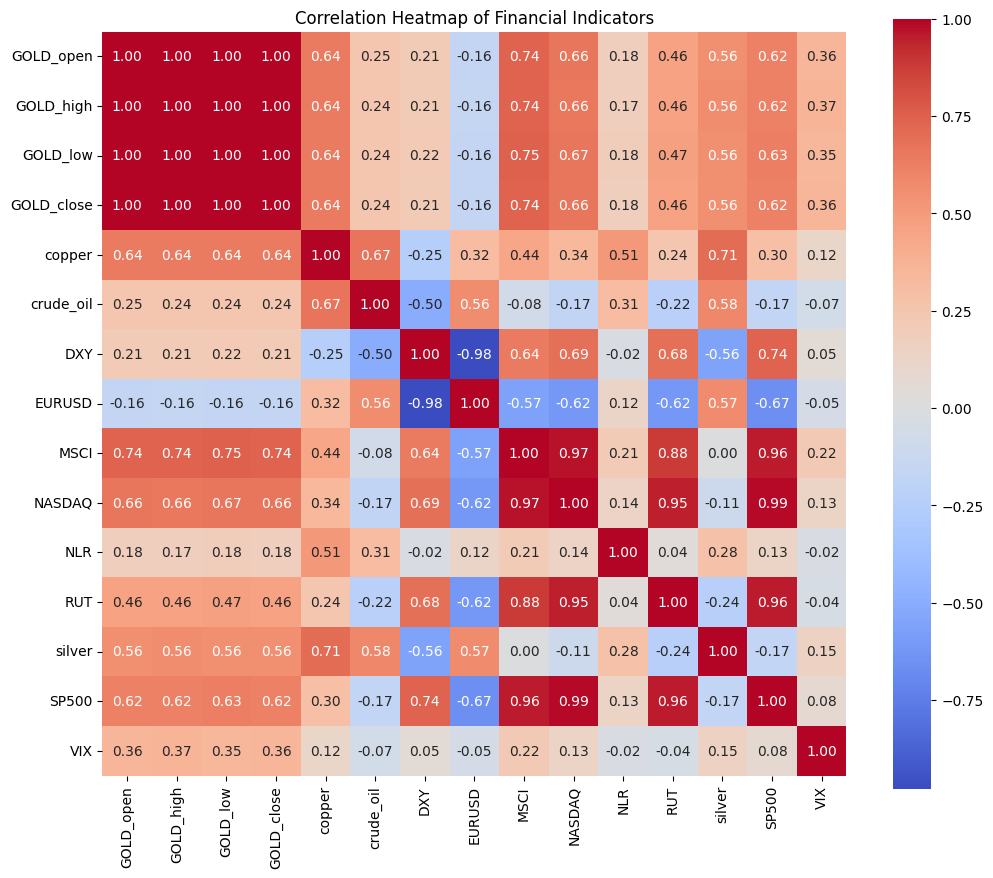 Correlation Heatmap of Financial Indicators
GOLD_open 1.00 1.00 1.00 1.00 0.64 0.25 0.21 -0.16 0.74 0.66 0.18 0.46 0.56 0.62 0.36
GOLD_high 1.00 1.00 1.00 1.00 0.64 0.24 0.21 -0.16 0.74 0.66 0.17 0.46 0.56 0.62 0.37
GOLD_low 1.00 1.00 1.00 1.00 0.64 0.24 0.22 -0.16 0.75 0.67 0.18 0.47 0.56 0.63 0.35
GOLD_close 1.00 1.00 1.00 1.00 0.64 0.24 0.21 -0.16 0.74 0.66 0.18 0.46 0.56 0.62 0.36
copper 0.64 0.64 0.64 0.64 1.00 0.67 -0.25 0.32 0.44 0.34 0.51 0.24 0.71 0.30 0.12
crude_oil 0.25 0.24 0.24 0.24 0.67 1.00 -0.50 0.56 -0.08 -0.17 0.31 -0.22 0.58 -0.17 -0.07
DXY 0.21 0.21 0.22 0.21 -0.25 -0.50 1.00 -0.98 0.64 0.69 -0.02 0.68 -0.56 0.74 0.05
EURUSD -0.16 -0.16 -0.16 -0.16 0.32 0.56 -0.98 1.00 -0.57 -0.62 0.12 -0.62 0.57 -0.67 -0.05
MSCI 0.74 0.74 0.75 0.74 0.44 -0.08 0.64 -0.57 1.00 0.97 0.21 0.88 0.00 0.96 0.22
NASDAQ 0.66 0.66 0.67 0.66 0.34 -0.17 0.69 -0.62 0.97 1.00 0.14 0.95 -0.11 0.99 0.13
NLR 0.18 0.17 0.18 0.18 0.51 0.31 -0.02 0.12 0.21 0.14 1.00 0.04 0.28 0.13 -0.02
RUT 0.46 0.46 0.47 0.46 0.24 -0.22 0.68 -0.62 0.88 0.95 0.04 1.00 -0.24 0.96 -0.04
silver 0.56 0.56 0.56 0.56 0.71 0.58 -0.56 0.57 0.00 -0.11 0.28 -0.24 1.00 -0.17 0.15
SP500 0.62 0.62 0.63 0.62 0.30 -0.17 0.74 -0.67 0.96 0.99 0.13 0.96 -0.17 1.00 0.08
VIX 0.36 0.37 0.35 0.36 0.12 -0.07 0.05 -0.05 0.22 0.13 -0.02 -0.04 0.15 0.08 1.00
GOLD_open GOLD_high GOLD_low GOLD_close copper crude_oil DXY EURUSD MSCI NASDAQ NLR RUT silver SP500 VIX
1.00
0.75
0.50
0.25
0.00
−0.25
−0.50
−0.75